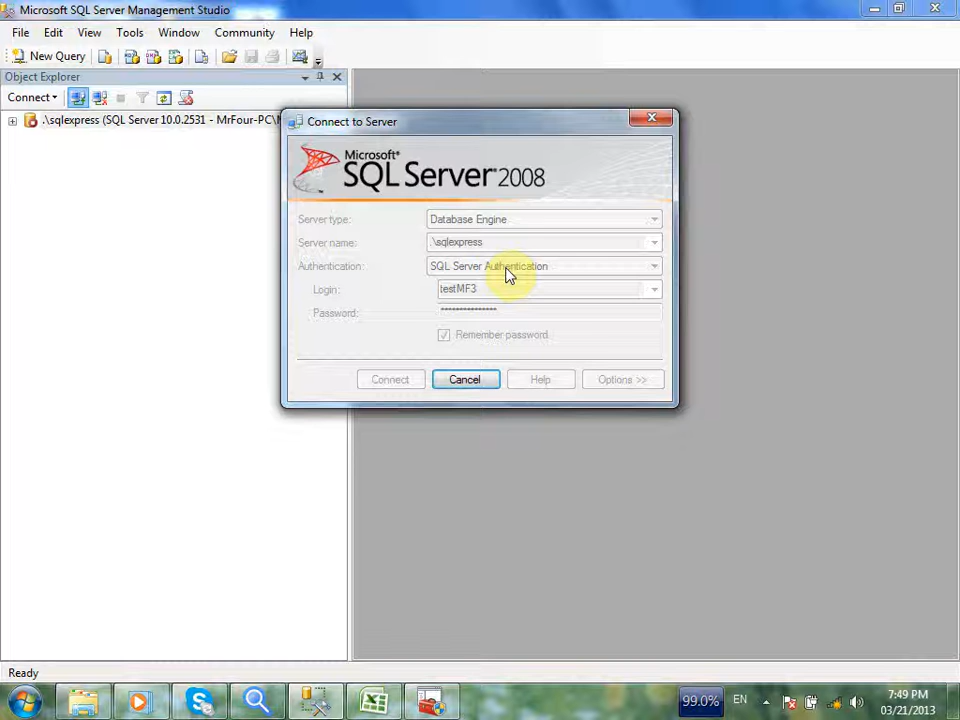 Microsoft SQL Server Management Studio
File Edit View Tools Window Community Help
New Query
Object Explorer
Connect
.\sqlexpress (SQL Server 10.0.2531 - MrFour-PC\
Connect to Server
Microsoft®
SQL Server 2008
Server type: Database Engine
Server name: .\sqlexpress
Authentication: SQL Server Authentication
Login: testMF3
Password: ***************
Remember password
Connect Cancel Help Options >>
Ready
99.0% EN 7:49 PM
03/21/2013